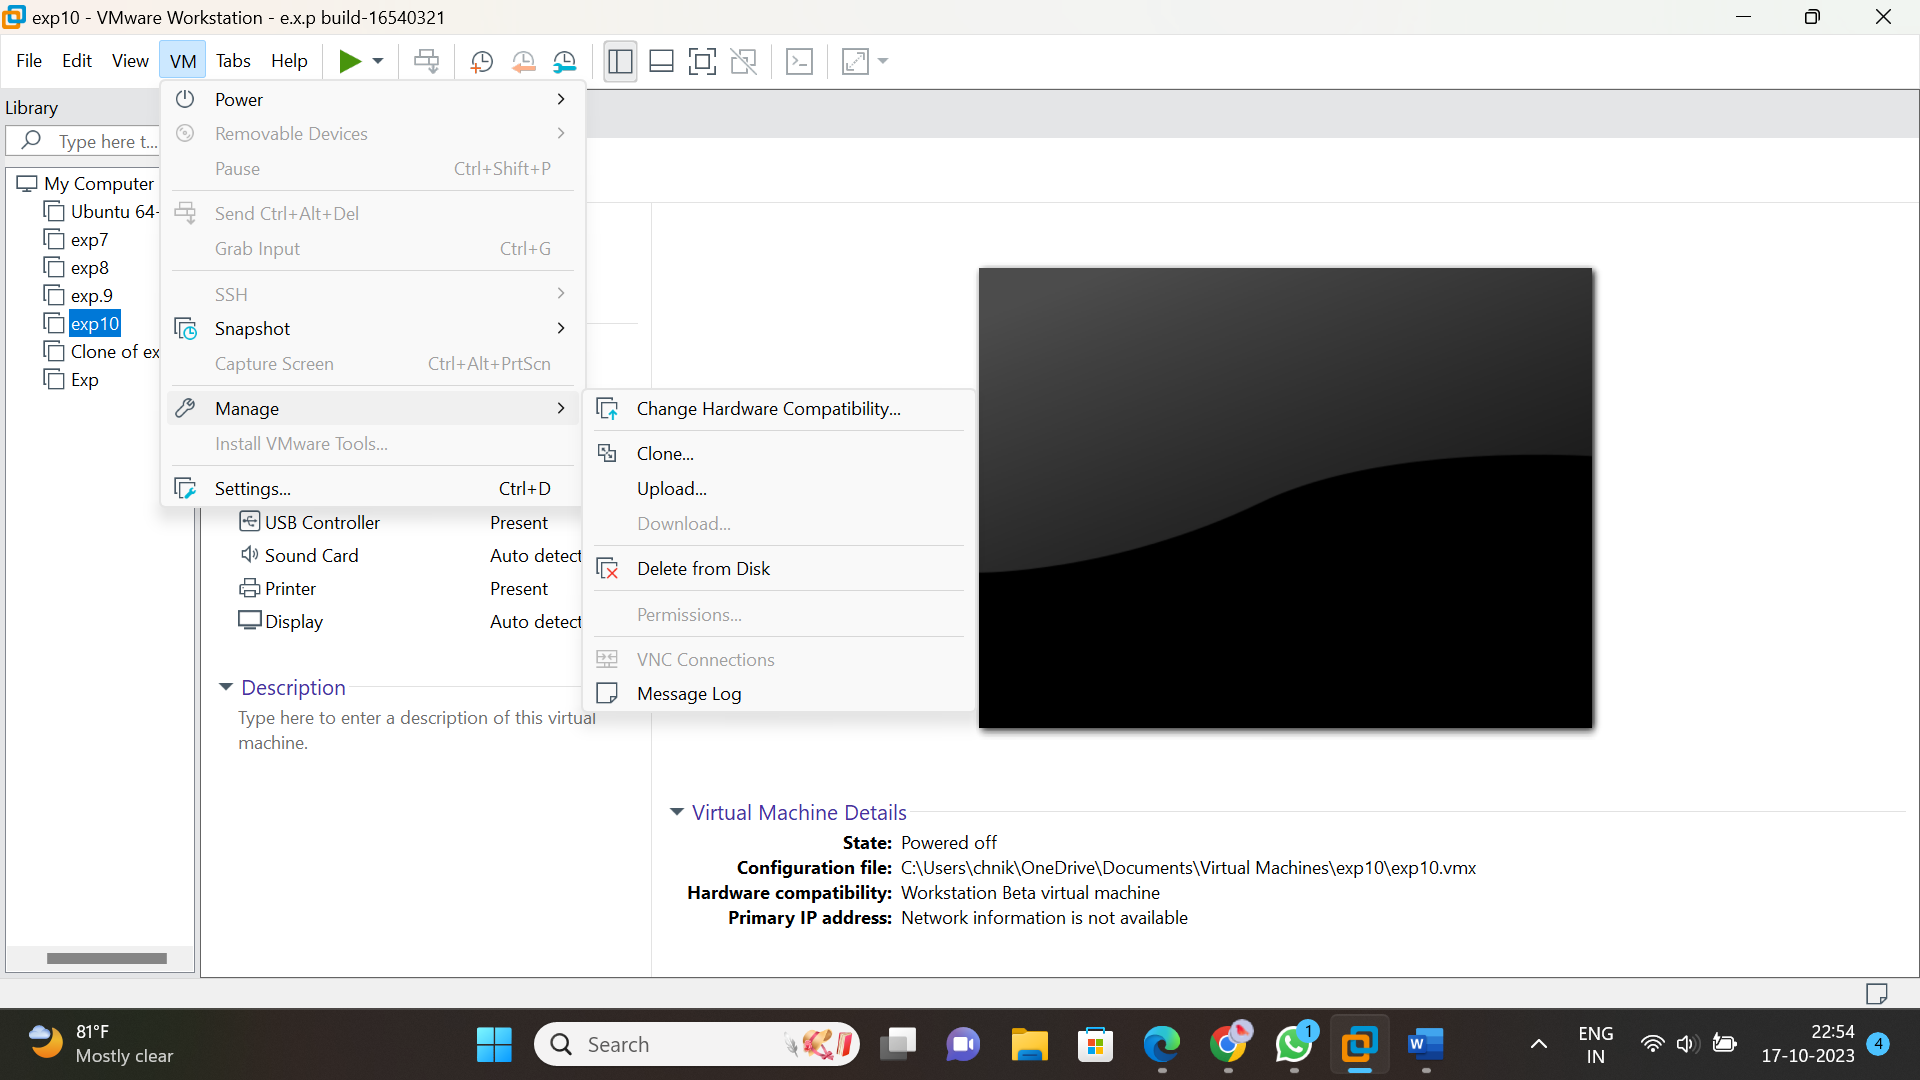 exp10 - VMware Workstation - e.x.p build-16540321
File Edit View VM Tabs Help
Library
Type here t...
My Computer
Ubuntu 64-
exp7
exp8
exp.9
exp10
Clone of ex
Exp
Power
Removable Devices
Pause Ctrl+Shift+P
Send Ctrl+Alt+Del
Grab Input Ctrl+G
SSH
Snapshot
Capture Screen Ctrl+Alt+PrtScn
Manage
Install VMware Tools...
Settings... Ctrl+D
Change Hardware Compatibility...
Clone...
Upload...
Download...
Delete from Disk
Permissions...
VNC Connections
Message Log
USB Controller Present
Sound Card Auto detect
Printer Present
Display Auto detect
Description
Type here to enter a description of this virtual
machine.
Virtual Machine Details
State: Powered off
Configuration file: C:\Users\chnik\OneDrive\Documents\Virtual Machines\exp10\exp10.vmx
Hardware compatibility: Workstation Beta virtual machine
Primary IP address: Network information is not available
81°F
Mostly clear
Search
1
W
ENG
IN
22:54
17-10-2023
4